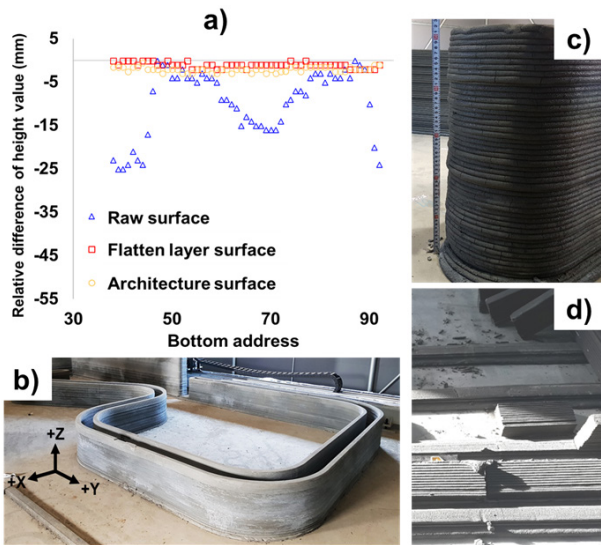 a)
5
-5
-15
-25
-35
-45
-55
Relative difference of height value (mm)
Raw surface
Flatten layer surface
Architecture surface
30
50
70
90
Bottom address
b)
+Z
+X
+Y
c)
d)